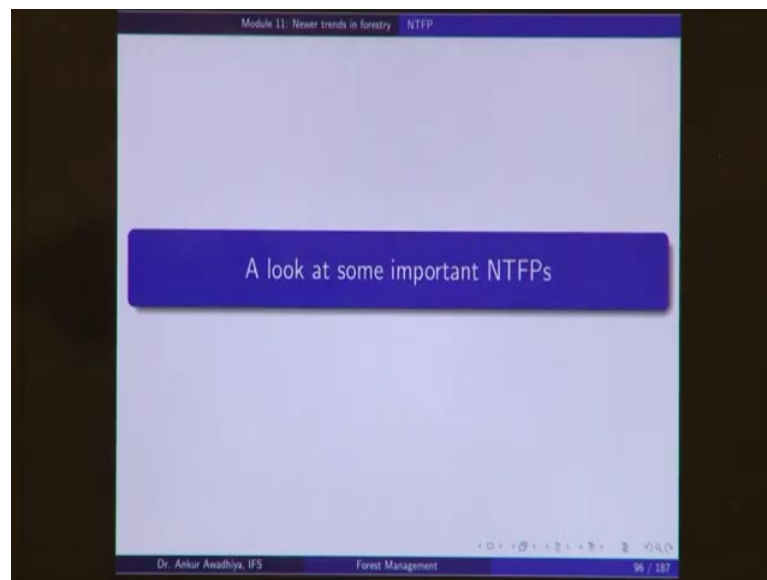 Module 11: Newer trends in forestry NTFP
A look at some important NTFPs
Dr. Ankur Awadhiya, IFS Forest Management 96 / 187